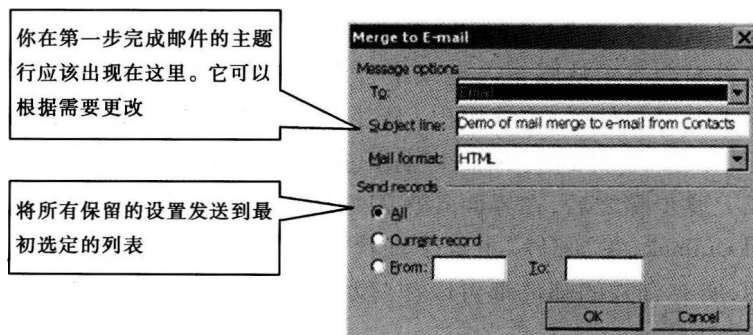 你在第一步完成邮件的主题
行应该出现在这里。它可以
根据需要更改
将所有保留的设置发送到最
初选定的列表
Merge to E-mail
Message options
To:
Email
Subject line:
Demo of mail merge to e-mail from Contacts
Mail format:
HTML
Send records
All
Current record
From:
To:
OK
Cancel